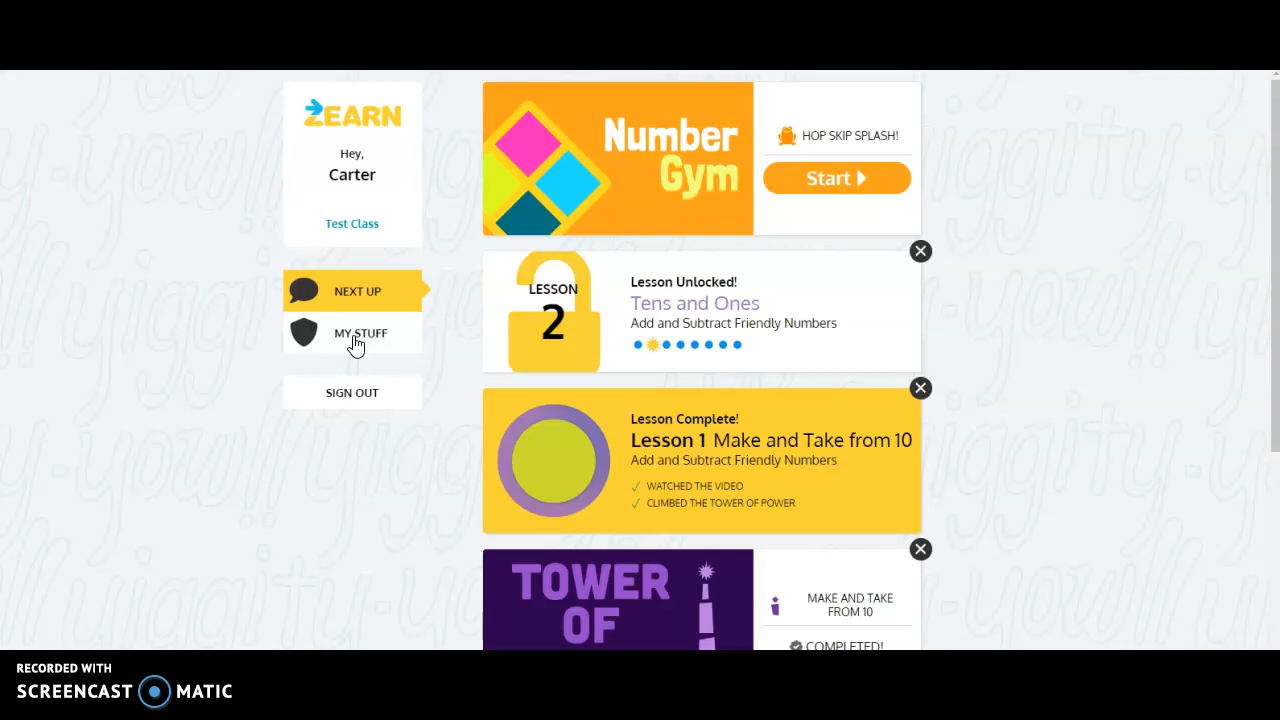 ZEARN
Hey,
Carter
Test Class
NEXT UP
MY STUFF
SIGN OUT
Number
Gym
HOP SKIP SPLASH!
Start
LESSON
2
Lesson Unlocked!
Tens and Ones
Add and Subtract Friendly Numbers
Lesson Complete!
Lesson 1 Make and Take from 10
Add and Subtract Friendly Numbers
✓ WATCHED THE VIDEO
✓ CLIMBED THE TOWER OF POWER
TOWER
OF
MAKE AND TAKE
FROM 10
COMPLETED!
RECORDED WITH
SCREENCAST MATIC